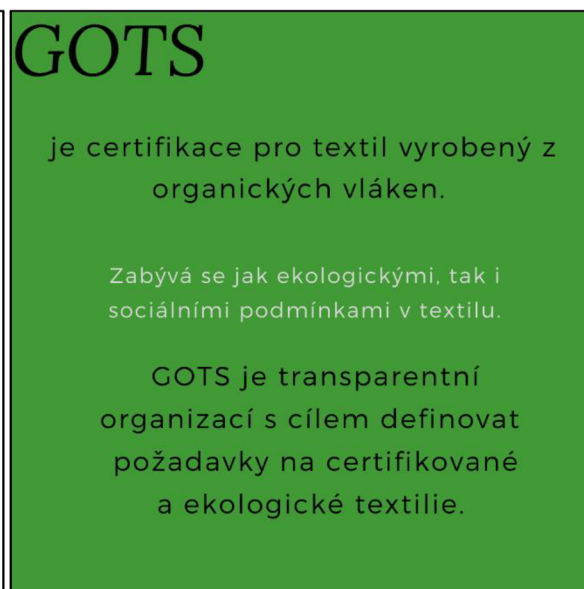 GOTS
je certifikace pro textil vyrobený z
organických vláken.
Zabývá se jak ekologickými, tak i
sociálními podmínkami v textilu.
GOTS je transparentní
organizací s cílem definovat
požadavky na certifikované
a ekologické textilie.